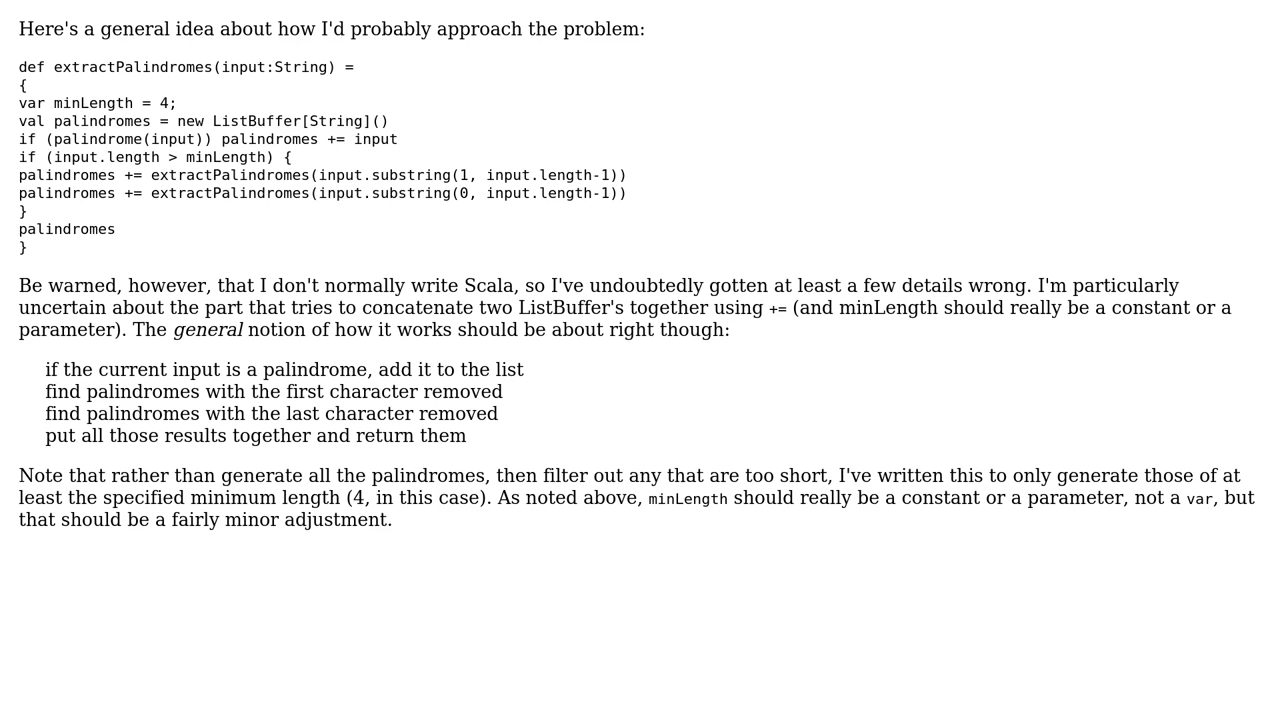 Here's a general idea about how I'd probably approach the problem:
def extractPalindromes(input:String) =
{
var minLength = 4;
val palindromes = new ListBuffer[String]()
if (palindrome(input)) palindromes += input
if (input.length > minLength) {
palindromes += extractPalindromes(input.substring(1, input.length-1))
palindromes += extractPalindromes(input.substring(0, input.length-1))
}
palindromes
}
Be warned, however, that I don't normally write Scala, so I've undoubtedly gotten at least a few details wrong. I'm particularly
uncertain about the part that tries to concatenate two ListBuffer's together using += (and minLength should really be a constant or a
parameter). The general notion of how it works should be about right though:
if the current input is a palindrome, add it to the list
find palindromes with the first character removed
find palindromes with the last character removed
put all those results together and return them
Note that rather than generate all the palindromes, then filter out any that are too short, I've written this to only generate those of at
least the specified minimum length (4, in this case). As noted above, minLength should really be a constant or a parameter, not a var, but
that should be a fairly minor adjustment.